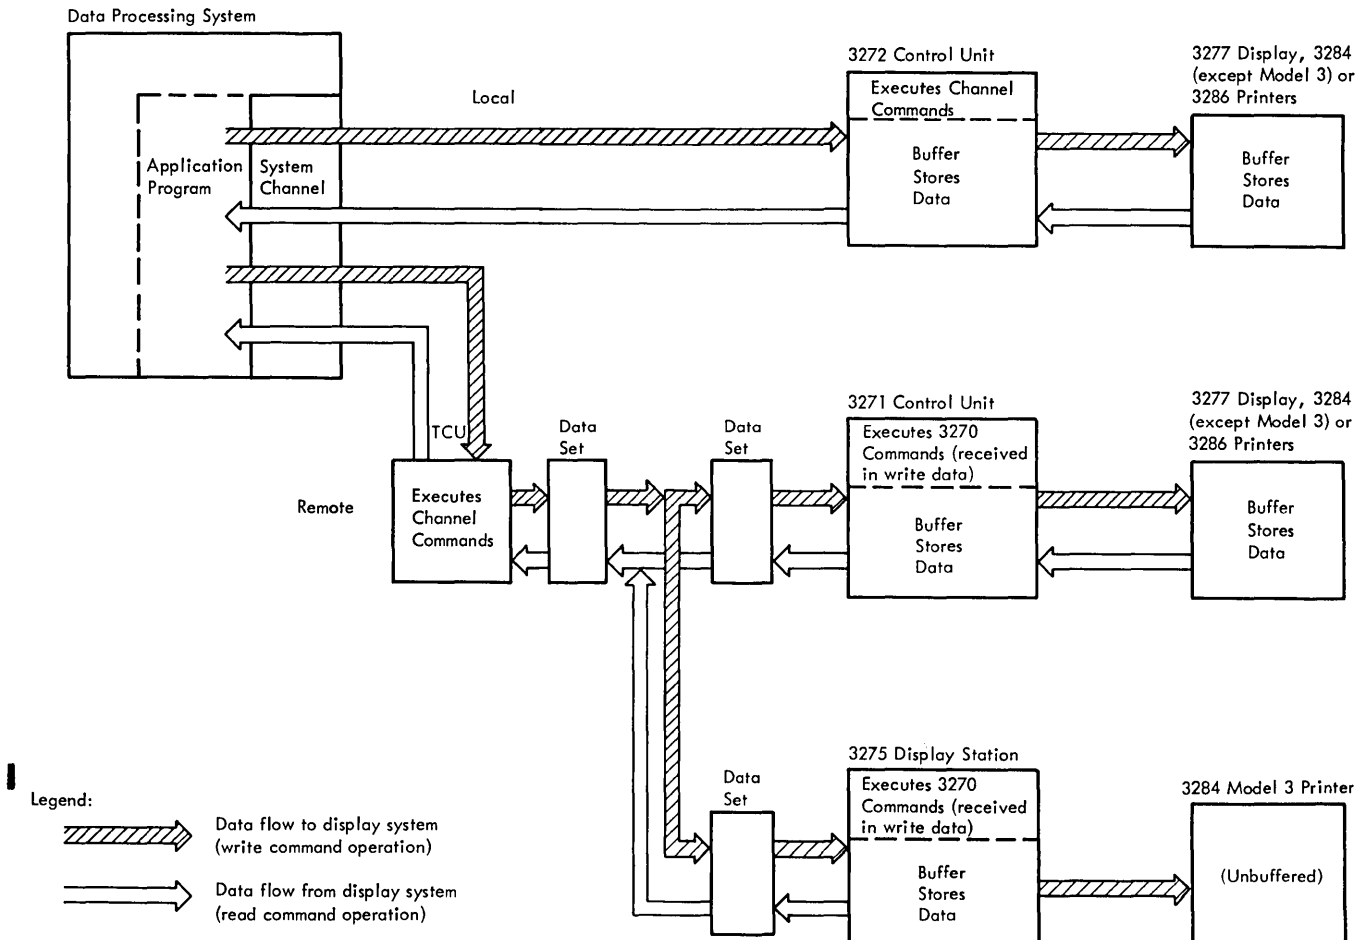 Data Processing System
Local
Application
Program
System
Channel
3272 Control Unit
Executes Channel
Commands
Buffer
Stores
Data
3277 Display, 3284
(except Model 3) or
3286 Printers
Buffer
Stores
Data
Remote
TCU
Executes
Channel
Commands
Data
Set
Data
Set
3271 Control Unit
Executes 3270
Commands (received
in write data)
Buffer
Stores
Data
3277 Display, 3284
(except Model 3) or
3286 Printers
Buffer
Stores
Data
Data
Set
3275 Display Station
Executes 3270
Commands (received
in write data)
Buffer
Stores
Data
3284 Model 3 Printer
(Unbuffered)
Legend:
Data flow to display system
(write command operation)
Data flow from display system
(read command operation)